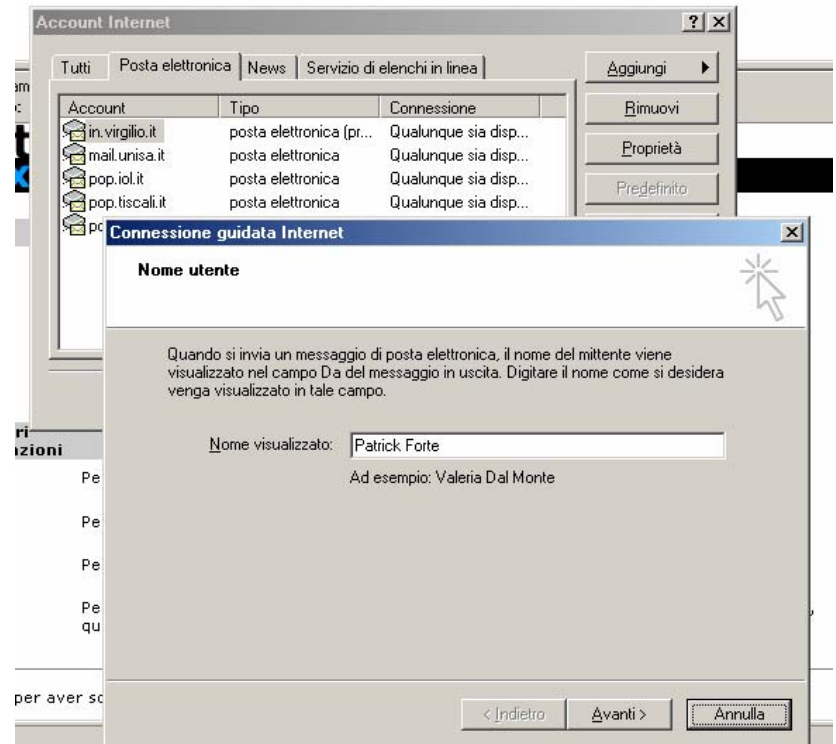 Account Internet
Tutti
Posta elettronica
News
Servizio di elenchi in linea
Aggiungi
Rimuovi
Proprietà
Predefinito
Account Tipo Connessione
in.virgilio.it posta elettronica (pr... Qualunque sia disp...
mail.unisa.it posta elettronica Qualunque sia disp...
pop.iol.it posta elettronica Qualunque sia disp...
pop.tiscali.it posta elettronica Qualunque sia disp...
Connessione guidata Internet
Nome utente
Quando si invia un messaggio di posta elettronica, il nome del mittente viene
visualizzato nel campo Da del messaggio in uscita. Digitare il nome come si desidera
venga visualizzato in tale campo.
Nome visualizzato: Patrick Forte
Ad esempio: Valeria Dal Monte
Pe
Pe
Pe
Pe
qu
per aver
< Indietro
Avanti >
Annulla